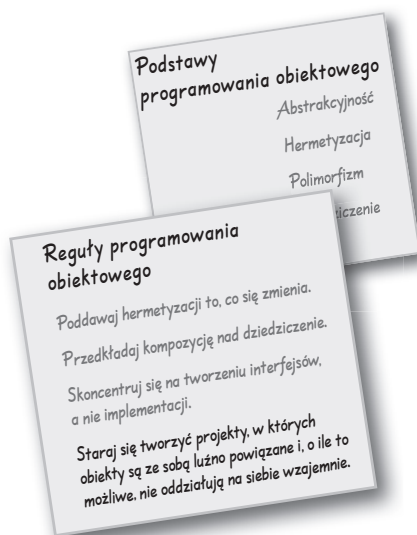 Podstawy
programowania obiektowego
Abstrakcyjność
Hermetyzacja
Polimorfizm
Reguły programowania
obiektowego
Poddawaj hermetyzacji to, co się zmienia.
Przedkładaj kompozycję nad dziedziczenie.
Skoncentruj się na tworzeniu interfejsów,
a nie implementacji.
Staraj się tworzyć projekty, w których
obiekty są ze sobą luźno powiązane i, o ile to
możliwe, nie oddziałują na siebie wzajemnie.